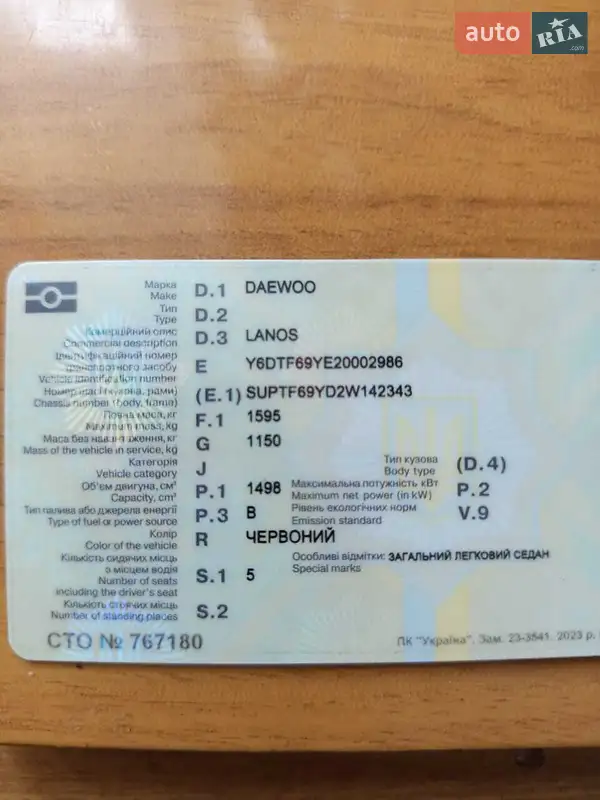 auto RIA .com
Марка D.1 DAEWOO
Make
Тип D.2
Type
Комерційний опис D.3 LANOS
Commercial description
Ідентифікаційний номер
транспортного засобу E Y6DTF69YE20002986
Vehicle identification number
Номер шасі (кузова, рами) (E.1) SUPTF69YD2W142343
Chassis number (body, frame)
Повна маса, кг F.1 1595
Maximum mass, kg
Маса без навантаження, кг G 1150
Mass of the vehicle in service, kg
Категорія J Тип кузова (D.4)
Vehicle category Body type
Об'єм двигуна, см³ P.1 1498 Максимальна потужність кВт P.2
Capacity, cm³ Maximum net power (in kW)
Тип палива або джерела енергії P.3 B Рівень екологічних норм V.9
Type of fuel or power source Emission standard
Колір R ЧЕРВОНИЙ
Color of the vehicle
Кількість сидячих місць Особливі відмітки: ЗАГАЛЬНИЙ ЛЕГКОВИЙ СЕДАН
з місцем водія S.1 5 Special marks
Number of seats
including the driver's seat
Кількість стоячих місць S.2
Number of standing places
СТО № 767180
ПК "Україна". Зам. 23-3541. 2023 р.